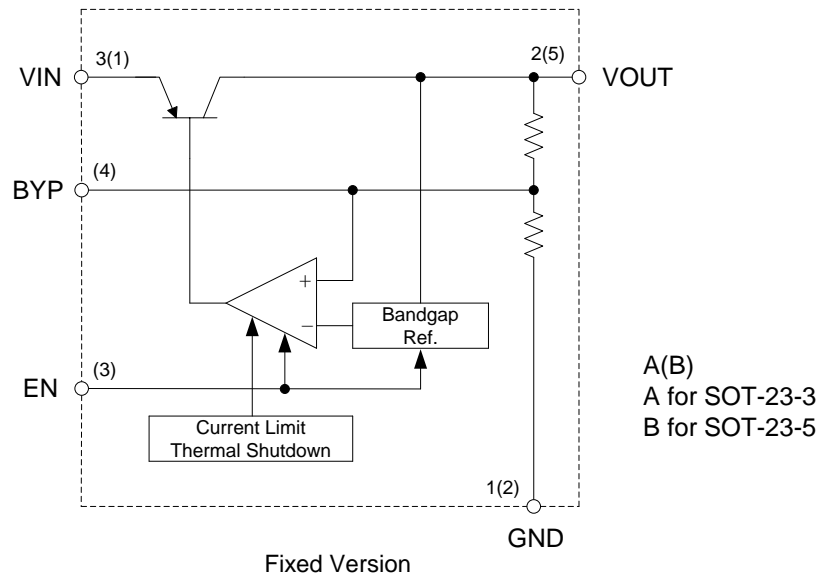 3(1)
2(5)
VIN
VOUT
(4)
BYP
+
−
Bandgap
Ref.
(3)
EN
Current Limit
Thermal Shutdown
A(B)
A for SOT-23-3
B for SOT-23-5
1(2)
GND
Fixed Version